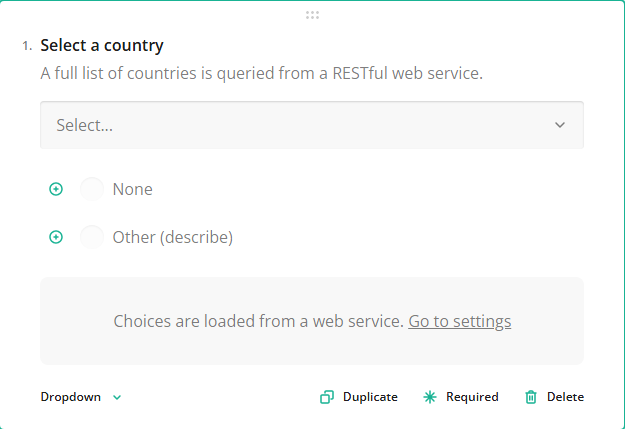 1. Select a country
A full list of countries is queried from a RESTful web service.
Select...
None
Other (describe)
Choices are loaded from a web service. Go to settings
Dropdown Duplicate Required Delete